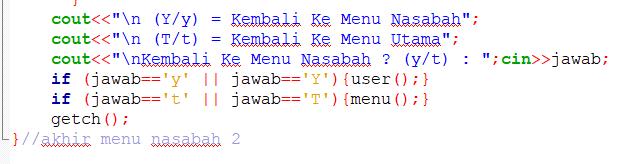 }
cout<<"\n (Y/y) = Kembali Ke Menu Nasabah";
cout<<"\n (T/t) = Kembali Ke Menu Utama";
cout<<"\nKembali Ke Menu Nasabah ? (y/t) : ";cin>>jawab;
if (jawab=='y' || jawab=='Y'){user();}
if (jawab=='t' || jawab=='T'){menu();}
getch();
}//akhir menu nasabah 2